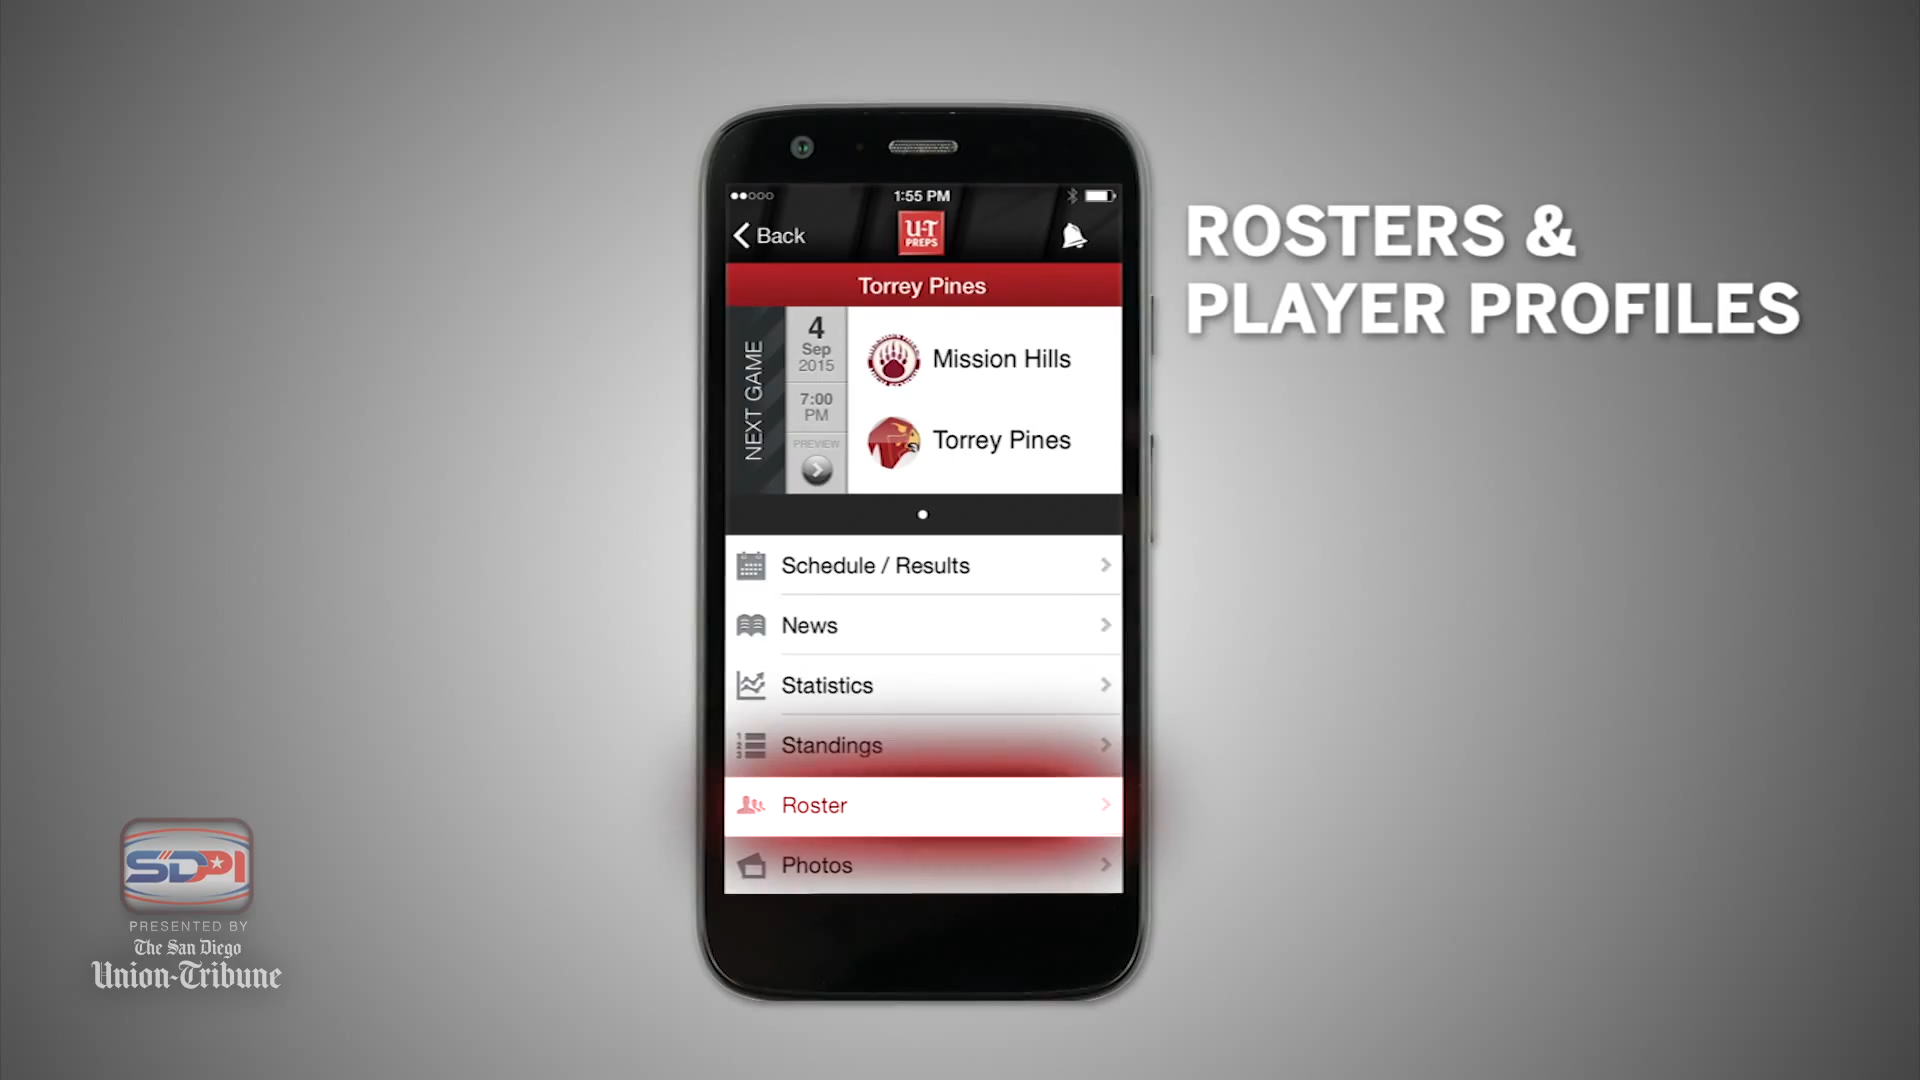 1:55 PM
Back
U-T
PREPS
Torrey Pines
NEXT GAME
4
Sep
2015
7:00
PM
PREVIEW
Mission Hills
Torrey Pines
Schedule / Results
News
Statistics
Standings
Roster
Photos
ROSTERS &
PLAYER PROFILES
SDPI
PRESENTED BY
The San Diego
Union-Tribune